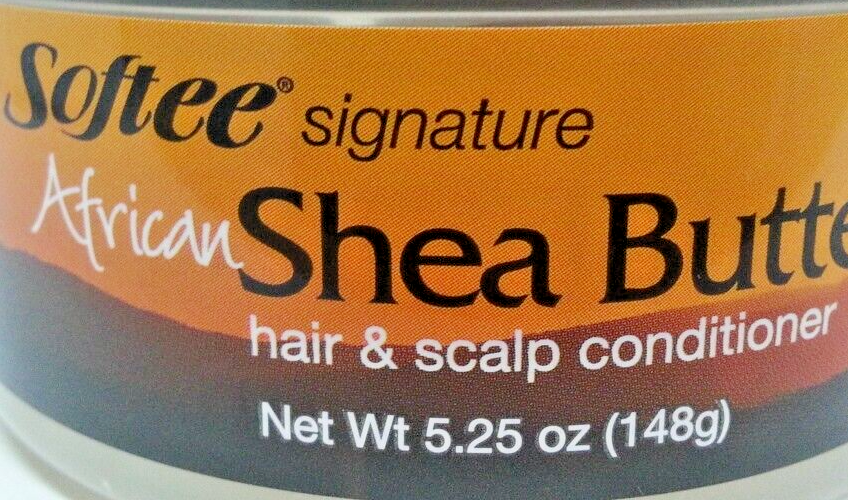 Softee® signature
African Shea Butte
hair & scalp conditioner
Net Wt 5.25 oz (148g)